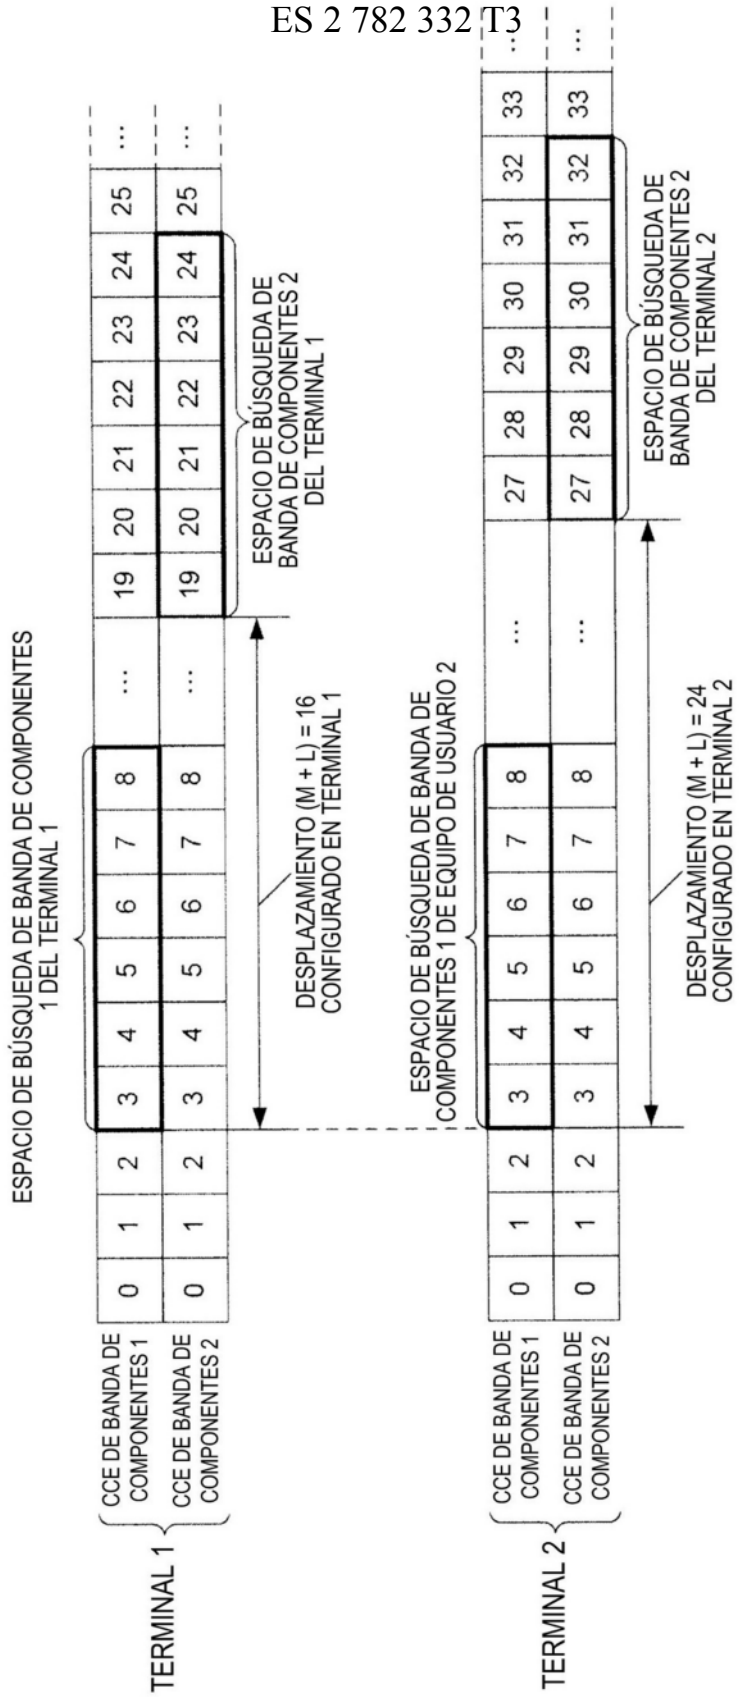 ES 2 782 332 T3
ESPACIO DE BÚSQUEDA DE BANDA DE COMPONENTES
1 DEL TERMINAL 1
TERMINAL 1
CCE DE BANDA DE
COMPONENTES 1
0 1 2 3 4 5 6 7 8 ... 19 20 21 22 23 24 25 ...
CCE DE BANDA DE
COMPONENTES 2
0 1 2 3 4 5 6 7 8 ... 19 20 21 22 23 24 25 ...
DESPLAZAMIENTO (M + L) = 16
CONFIGURADO EN TERMINAL 1
ESPACIO DE BÚSQUEDA DE
BANDA DE COMPONENTES 2
DEL TERMINAL 1
ESPACIO DE BÚSQUEDA DE BANDA DE
COMPONENTES 1 DE EQUIPO DE USUARIO 2
TERMINAL 2
CCE DE BANDA DE
COMPONENTES 1
0 1 2 3 4 5 6 7 8 ... 27 28 29 30 31 32 33 ...
CCE DE BANDA DE
COMPONENTES 2
0 1 2 3 4 5 6 7 8 ... 27 28 29 30 31 32 33 ...
DESPLAZAMIENTO (M + L) = 24
CONFIGURADO EN TERMINAL 2
ESPACIO DE BÚSQUEDA DE
BANDA DE COMPONENTES 2
DEL TERMINAL 2